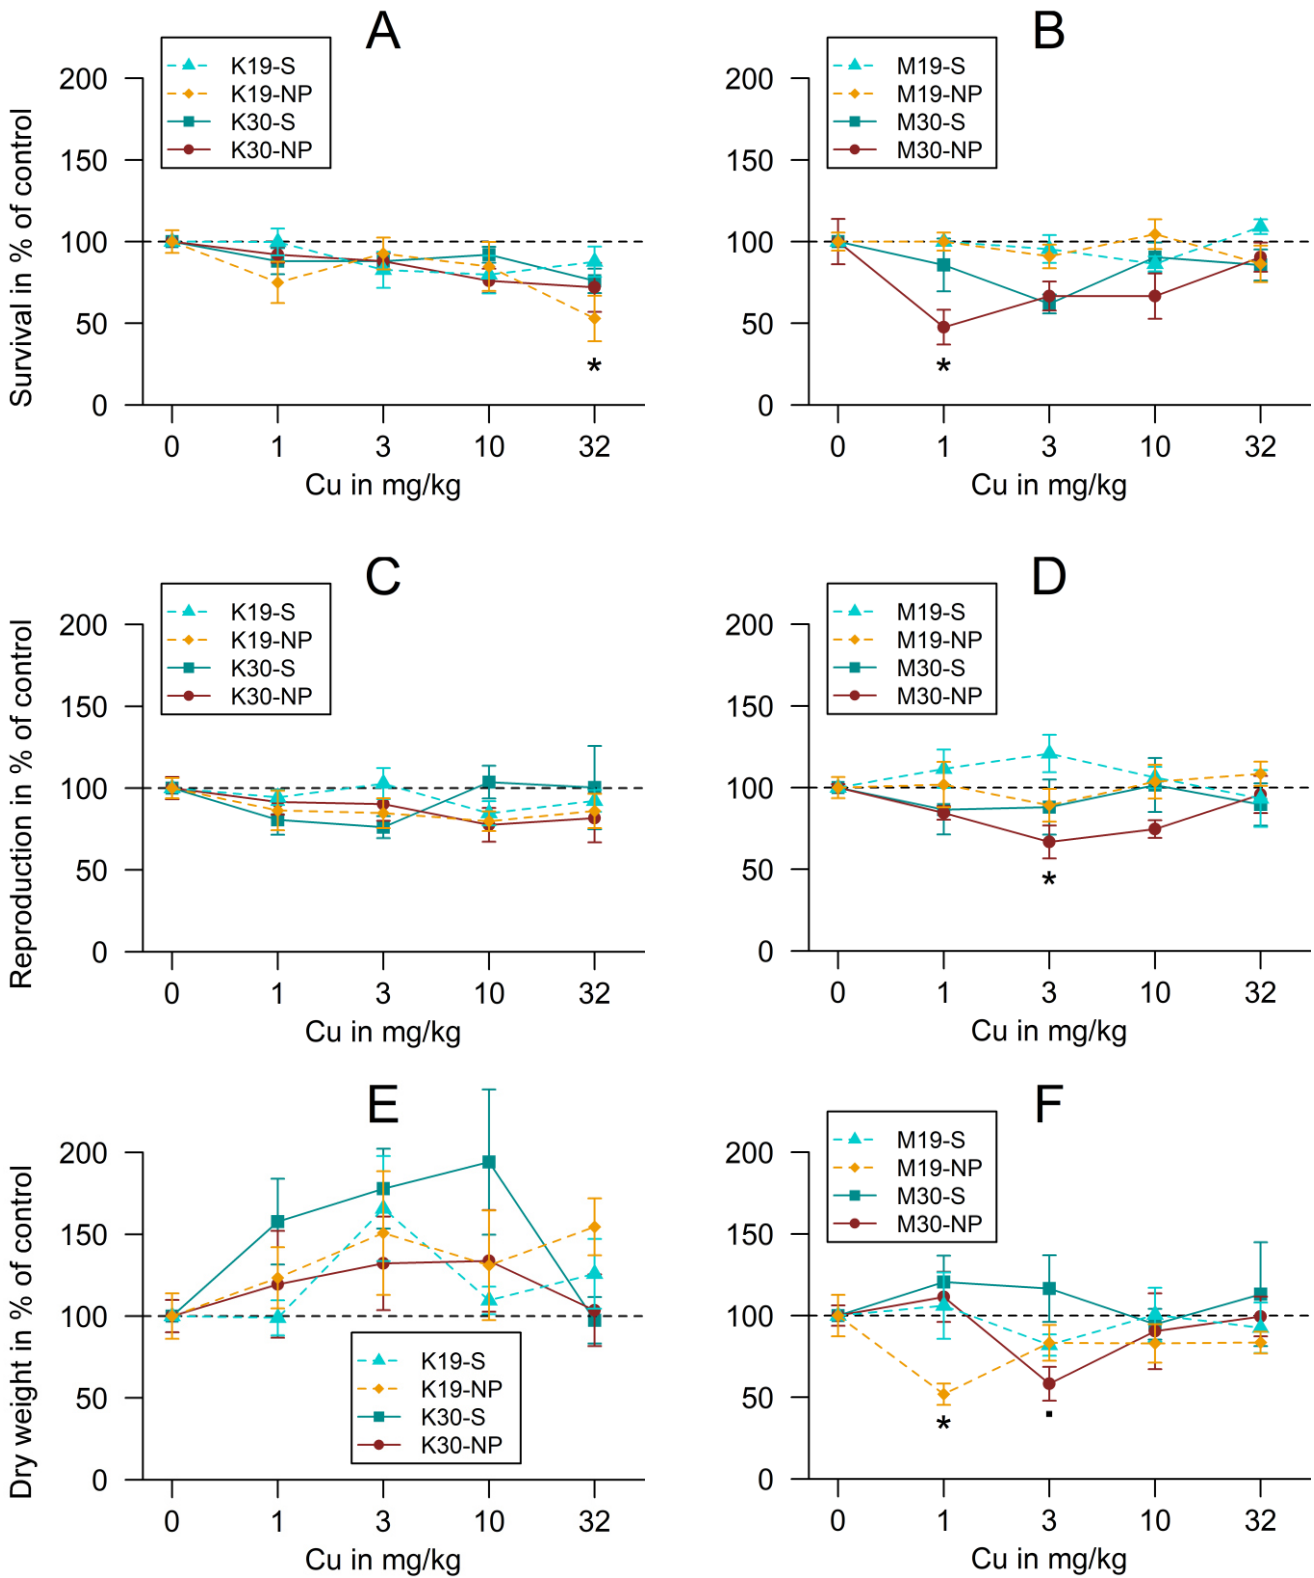 A
K19-S
K19-NP
K30-S
K30-NP
Survival in % of control
200
150
100
50
0
*
0 1 3 10 32
Cu in mg/kg
B
M19-S
M19-NP
M30-S
M30-NP
200
150
100
50
0
*
0 1 3 10 32
Cu in mg/kg
C
K19-S
K19-NP
K30-S
K30-NP
Reproduction in % of control
200
150
100
50
0
0 1 3 10 32
Cu in mg/kg
D
M19-S
M19-NP
M30-S
M30-NP
200
150
100
50
0
*
0 1 3 10 32
Cu in mg/kg
E
Dry weight in % of control
200
150
100
50
0
K19-S
K19-NP
K30-S
K30-NP
0 1 3 10 32
Cu in mg/kg
F
M19-S
M19-NP
M30-S
M30-NP
200
150
100
50
0
* .
0 1 3 10 32
Cu in mg/kg